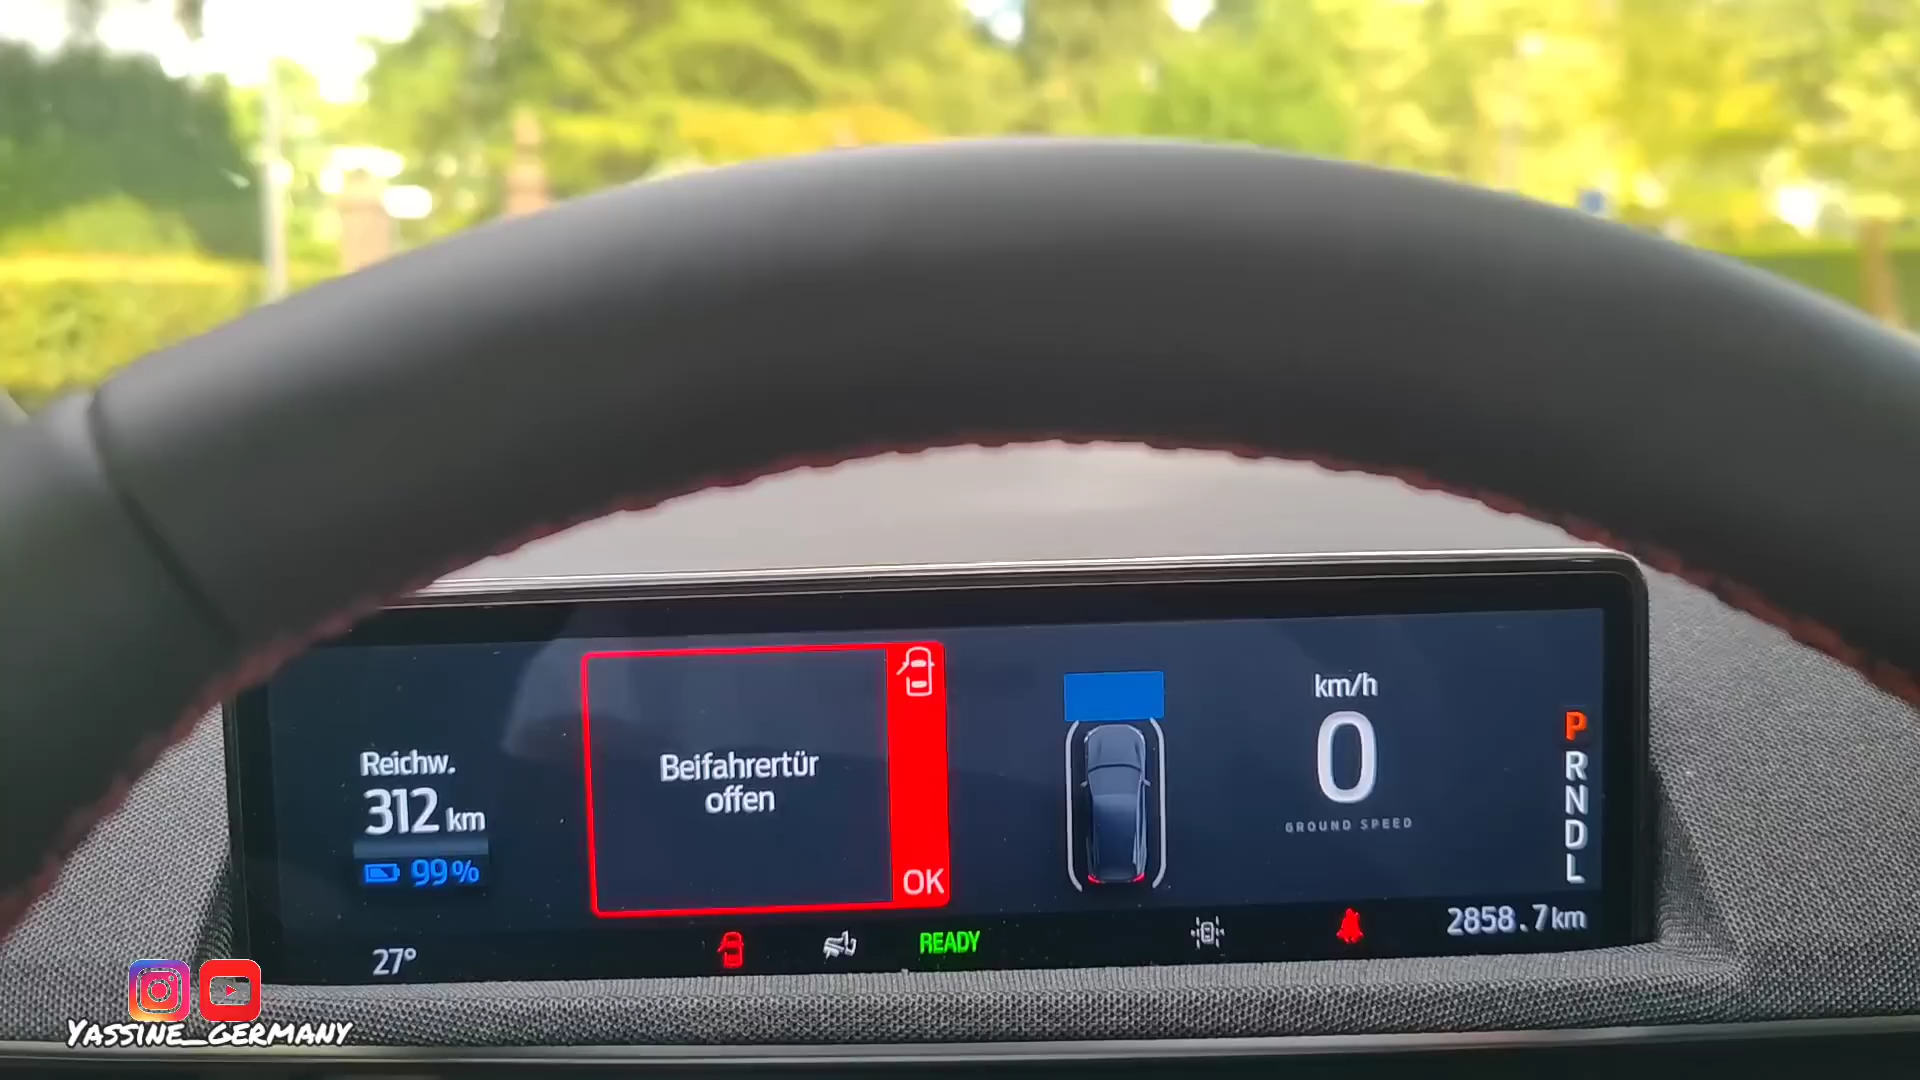 Reichw.
312 km
99%
27°
Beifahrertür
offen
OK
READY
km/h
0
GROUND SPEED
P
R
N
D
L
2858.7 km
YASSINE_GERMANY